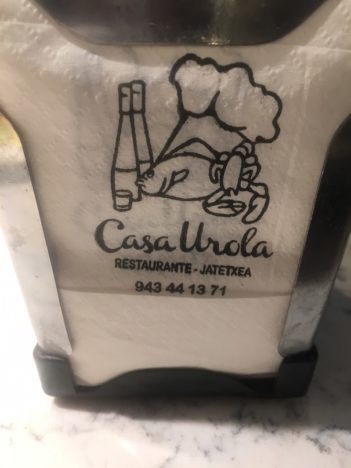 Casa Urola
RESTAURANTE - JATETXEA
943 44 13 71